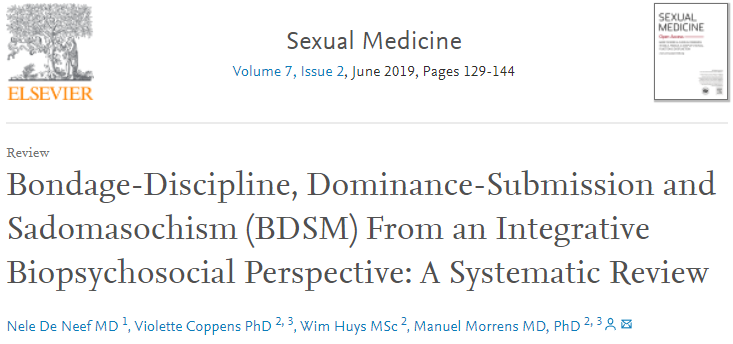 ELSEVIER
Sexual Medicine
Volume 7, Issue 2, June 2019, Pages 129-144
SEXUAL
MEDICINE
Open Access
Review
Bondage-Discipline, Dominance-Submission and
Sadomasochism (BDSM) From an Integrative
Biopsychosocial Perspective: A Systematic Review
Nele De Neef MD 1, Violette Coppens PhD 2, 3, Wim Huys MSc 2, Manuel Morrens MD, PhD 2, 3